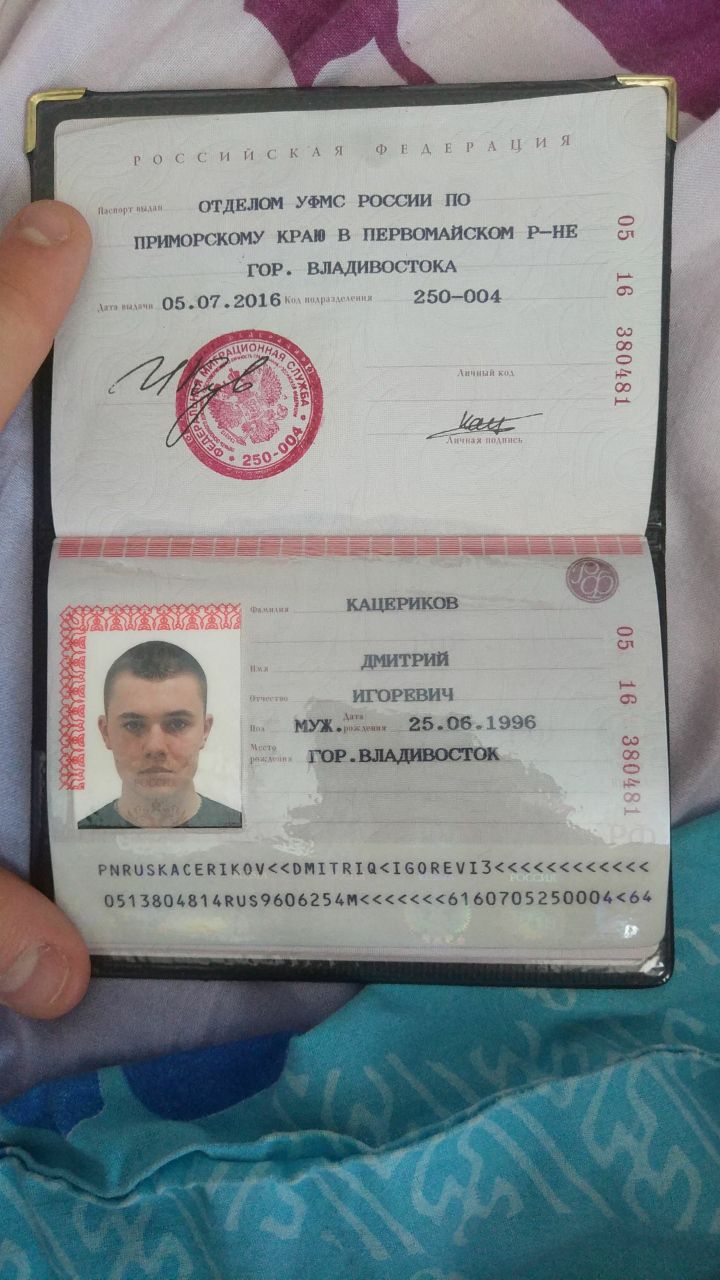 РОССИЙСКАЯ ФЕДЕРАЦИЯ
Паспорт выдан ОТДЕЛОМ УФМС РОССИИ ПО
ПРИМОРСКОМУ КРАЮ В ПЕРВОМАЙСКОМ Р-НЕ
ГОР. ВЛАДИВОСТОКА
Дата выдачи 05.07.2016 Код подразделения 250-004
05 16 380481
ФЕДЕРАЛЬНАЯ МИГРАЦИОННАЯ СЛУЖБА
250-004
Личный код
Личная подпись
Фамилия КАЦЕРИКОВ
Имя ДМИТРИЙ
Отчество ИГОРЕВИЧ
Пол МУЖ. Дата рождения 25.06.1996
Место рождения ГОР.ВЛАДИВОСТОК
05 16 380481
PNRUSKACERIKOV<<DMITRIQ<IGOREVI3<<<<<<<<<<<<
0513804814RUS9606254M<<<<<<<6160705250004<64